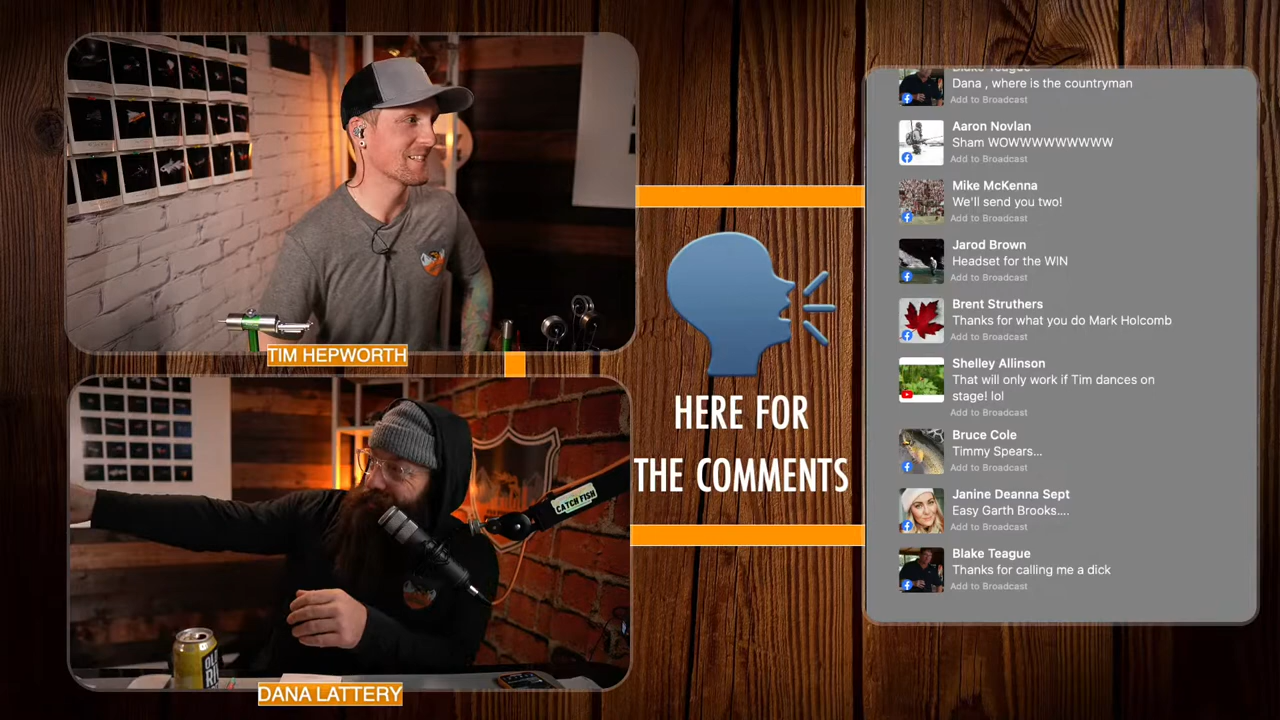 TIM HEPWORTH
CATCH FISH
DANA LATTERY
HERE FOR
THE COMMENTS
Blake Teague
Dana , where is the countryman
Add to Broadcast
Aaron Novlan
Sham WOWWWWWWWWW
Add to Broadcast
Mike McKenna
We'll send you two!
Add to Broadcast
Jarod Brown
Headset for the WIN
Add to Broadcast
Brent Struthers
Thanks for what you do Mark Holcomb
Add to Broadcast
Shelley Allinson
That will only work if Tim dances on
stage! lol
Add to Broadcast
Bruce Cole
Timmy Spears...
Add to Broadcast
Janine Deanna Sept
Easy Garth Brooks....
Add to Broadcast
Blake Teague
Thanks for calling me a dick
Add to Broadcast